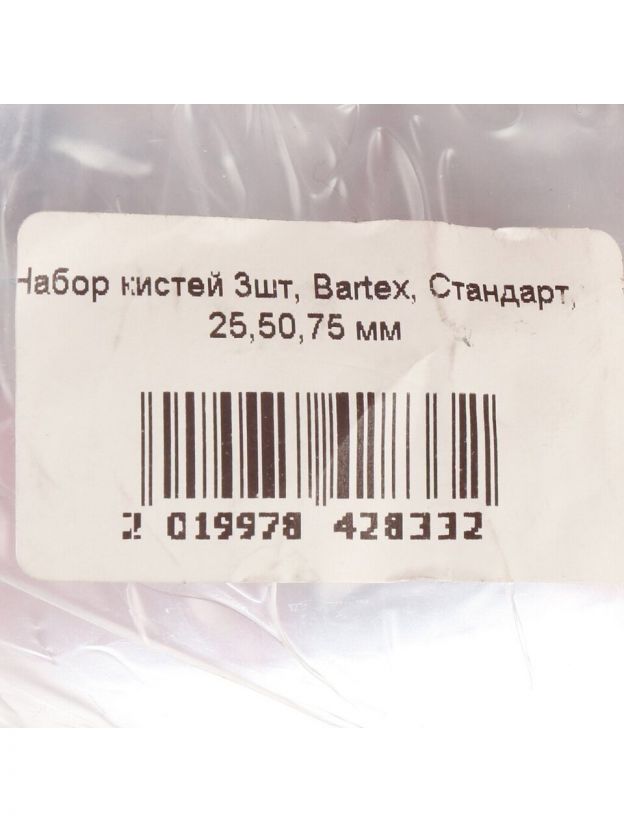 Набор кистей 3шт, Bartex, Стандарт,
25,50,75 мм
2 019978 428332